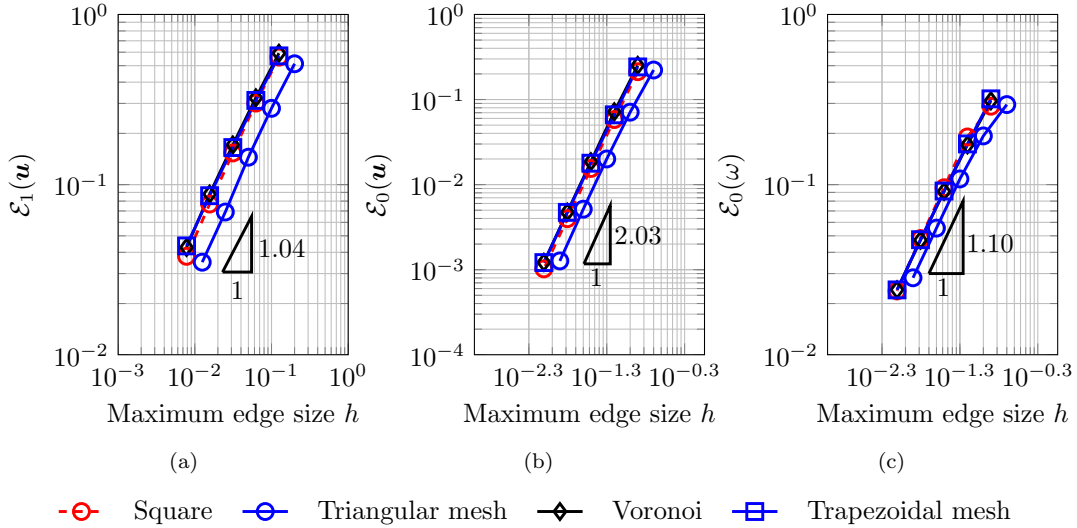 10^0
10^-1
10^-2
ℰ₁(𝒖)
10^-3 10^-2 10^-1 10^0
Maximum edge size h
1.04
1
(a)
10^0
10^-1
10^-2
10^-3
10^-4
ℰ₀(𝒖)
10^-2.3 10^-1.3 10^-0.3
Maximum edge size h
2.03
1
(b)
10^0
10^-1
10^-2
ℰ₀(ω)
10^-2.3 10^-1.3 10^-0.3
Maximum edge size h
1.10
1
(c)
Square Triangular mesh Voronoi Trapezoidal mesh